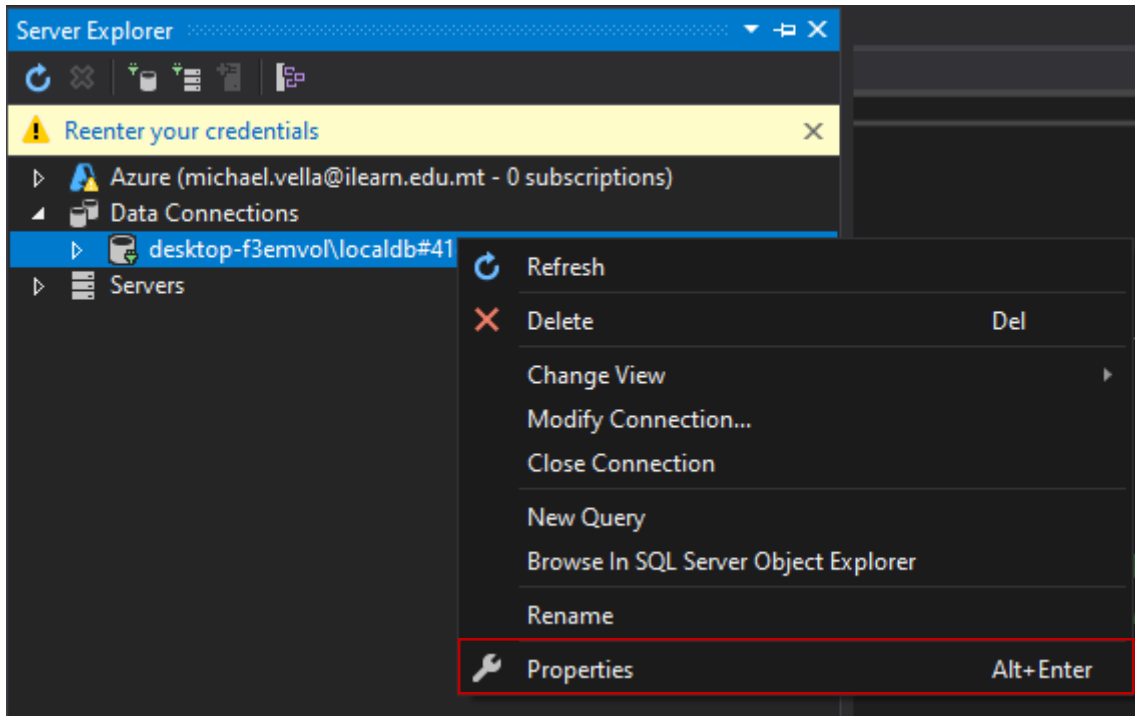 Server Explorer
Reenter your credentials
Azure (michael.vella@ilearn.edu.mt - 0 subscriptions)
Data Connections
desktop-f3emvol\localdb#41
Servers
Refresh
Delete Del
Change View
Modify Connection...
Close Connection
New Query
Browse In SQL Server Object Explorer
Rename
Properties Alt+Enter